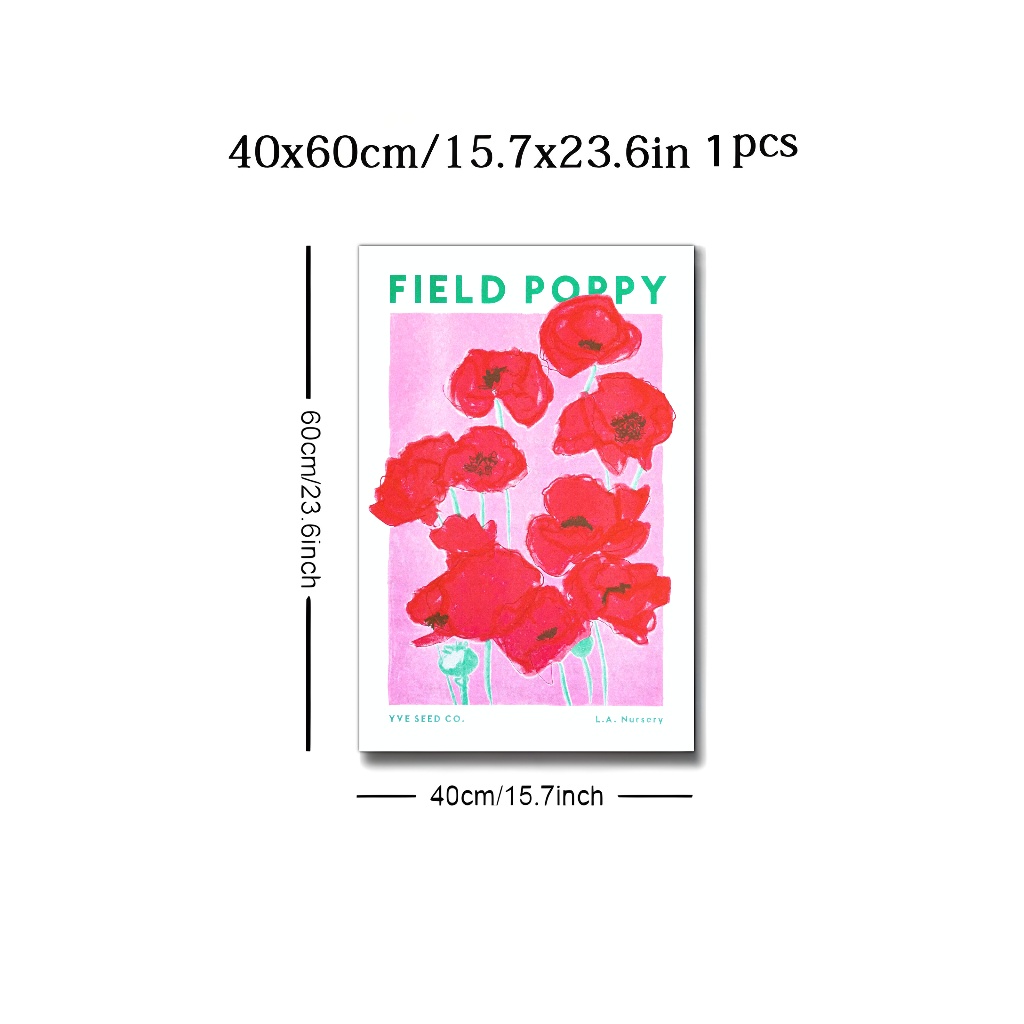 40x60cm/15.7x23.6in 1pcs
FIELD POPPY
60cm/23.6inch
YVE SEED CO.
L.A. Nursery
40cm/15.7inch